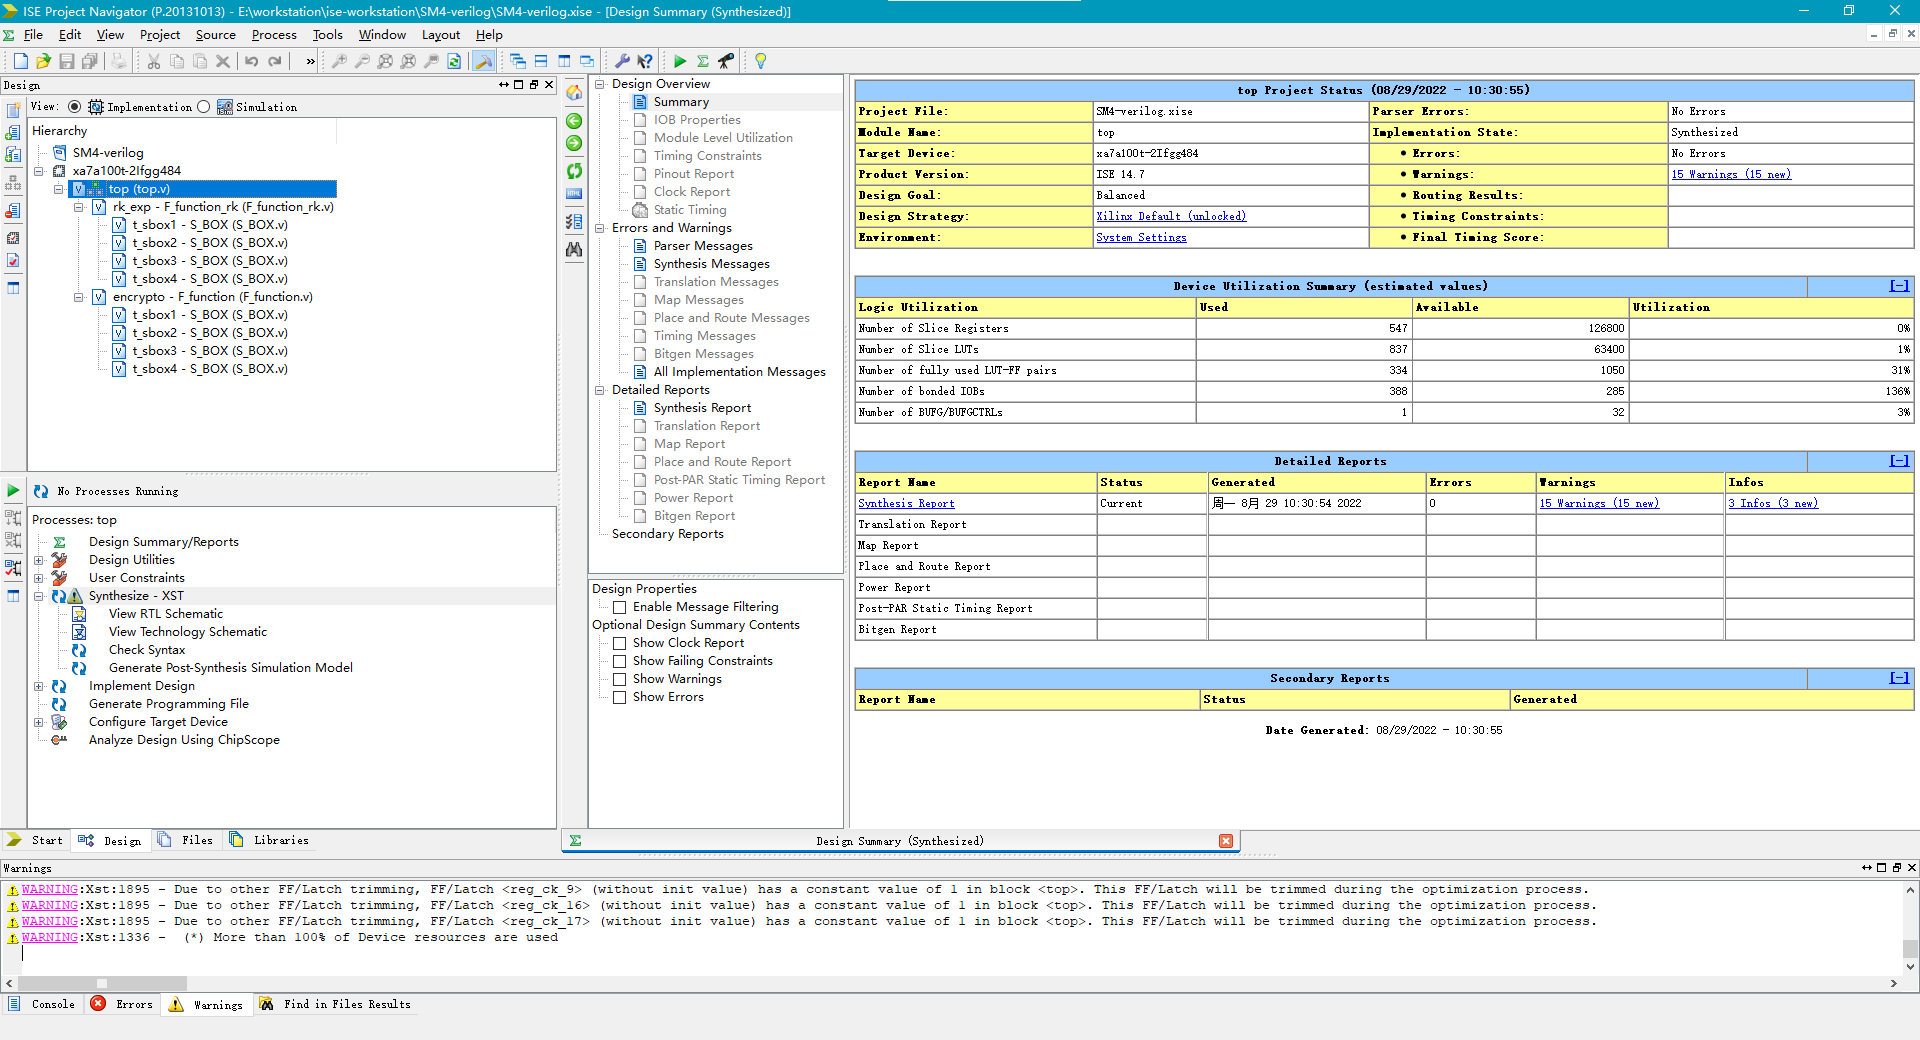 ISE Project Navigator (P.20131013) - E:\workstation\ise-workstation\SM4-verilog\SM4-verilog.xise - [Design Summary (Synthesized)]
File Edit View Project Source Process Tools Window Layout Help
Design
View: Implementation Simulation
Hierarchy
SM4-verilog
xa7a100t-2Ifgg484
top (top.v)
rk_exp - F_function_rk (F_function_rk.v)
t_sbox1 - S_BOX (S_BOX.v)
t_sbox2 - S_BOX (S_BOX.v)
t_sbox3 - S_BOX (S_BOX.v)
t_sbox4 - S_BOX (S_BOX.v)
encrypto - F_function (F_function.v)
t_sbox1 - S_BOX (S_BOX.v)
t_sbox2 - S_BOX (S_BOX.v)
t_sbox3 - S_BOX (S_BOX.v)
t_sbox4 - S_BOX (S_BOX.v)
No Processes Running
Processes: top
Design Summary/Reports
Design Utilities
User Constraints
Synthesize - XST
View RTL Schematic
View Technology Schematic
Check Syntax
Generate Post-Synthesis Simulation Model
Implement Design
Generate Programming File
Configure Target Device
Analyze Design Using ChipScope
Start Design Files Libraries
Design Overview
Summary
IOB Properties
Module Level Utilization
Timing Constraints
Pinout Report
Clock Report
Static Timing
Errors and Warnings
Parser Messages
Synthesis Messages
Translation Messages
Map Messages
Place and Route Messages
Timing Messages
Bitgen Messages
All Implementation Messages
Detailed Reports
Synthesis Report
Translation Report
Map Report
Place and Route Report
Post-PAR Static Timing Report
Power Report
Bitgen Report
Secondary Reports
Design Properties
Enable Message Filtering
Optional Design Summary Contents
Show Clock Report
Show Failing Constraints
Show Warnings
Show Errors
top Project Status (08/29/2022 - 10:30:55)
Project File: SM4-verilog.xise Parser Errors: No Errors
Module Name: top Implementation State: Synthesized
Target Device: xa7a100t-2Ifgg484 • Errors: No Errors
Product Version: ISE 14.7 • Warnings: 15 Warnings (15 new)
Design Goal: Balanced • Routing Results:
Design Strategy: Xilinx Default (unlocked) • Timing Constraints:
Environment: System Settings • Final Timing Score:
Device Utilization Summary (estimated values) [-]
Logic Utilization Used Available Utilization
Number of Slice Registers 547 126800 0%
Number of Slice LUTs 837 63400 1%
Number of fully used LUT-FF pairs 334 1050 31%
Number of bonded IOBs 388 285 136%
Number of BUFG/BUFGCTRLs 1 32 3%
Detailed Reports [-]
Report Name Status Generated Errors Warnings Infos
Synthesis Report Current 周一 8月 29 10:30:54 2022 0 15 Warnings (15 new) 3 Infos (3 new)
Translation Report
Map Report
Place and Route Report
Power Report
Post-PAR Static Timing Report
Bitgen Report
Secondary Reports [-]
Report Name Status Generated
Date Generated: 08/29/2022 - 10:30:55
Design Summary (Synthesized)
Warnings
WARNING:Xst:1895 - Due to other FF/Latch trimming, FF/Latch <reg_ck_9> (without init value) has a constant value of 1 in block <top>. This FF/Latch will be trimmed during the optimization process.
WARNING:Xst:1895 - Due to other FF/Latch trimming, FF/Latch <reg_ck_16> (without init value) has a constant value of 1 in block <top>. This FF/Latch will be trimmed during the optimization process.
WARNING:Xst:1895 - Due to other FF/Latch trimming, FF/Latch <reg_ck_17> (without init value) has a constant value of 1 in block <top>. This FF/Latch will be trimmed during the optimization process.
WARNING:Xst:1336 - (*) More than 100% of Device resources are used
Console Errors Warnings Find in Files Results